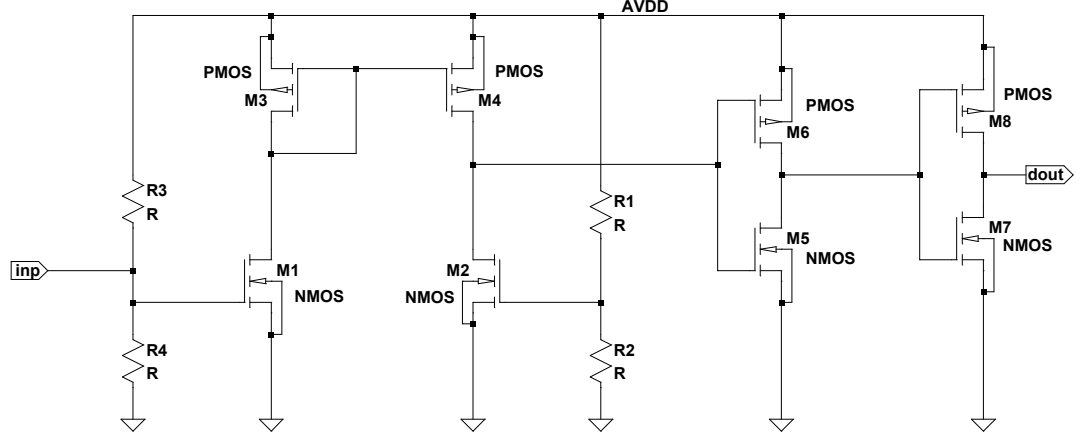 AVDD
PMOS
M3
PMOS
M4
PMOS
M6
PMOS
M8
R3
R
R1
R
dout
inp
M1
NMOS
M2
NMOS
M5
NMOS
M7
NMOS
R4
R
R2
R